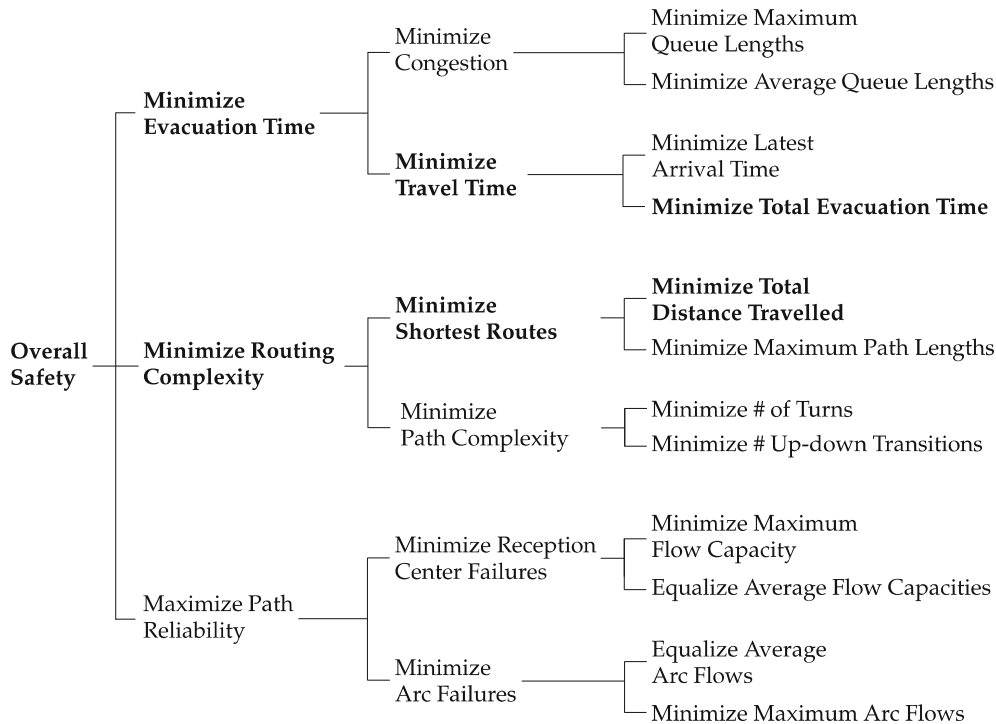 Overall
Safety
Minimize
Evacuation Time
Minimize
Congestion
Minimize Maximum
Queue Lengths
Minimize Average Queue Lengths
Minimize
Travel Time
Minimize Latest
Arrival Time
Minimize Total Evacuation Time
Minimize Routing
Complexity
Minimize
Shortest Routes
Minimize Total
Distance Travelled
Minimize Maximum Path Lengths
Minimize
Path Complexity
Minimize # of Turns
Minimize # Up-down Transitions
Maximize Path
Reliability
Minimize Reception
Center Failures
Minimize Maximum
Flow Capacity
Equalize Average Flow Capacities
Minimize
Arc Failures
Equalize Average
Arc Flows
Minimize Maximum Arc Flows